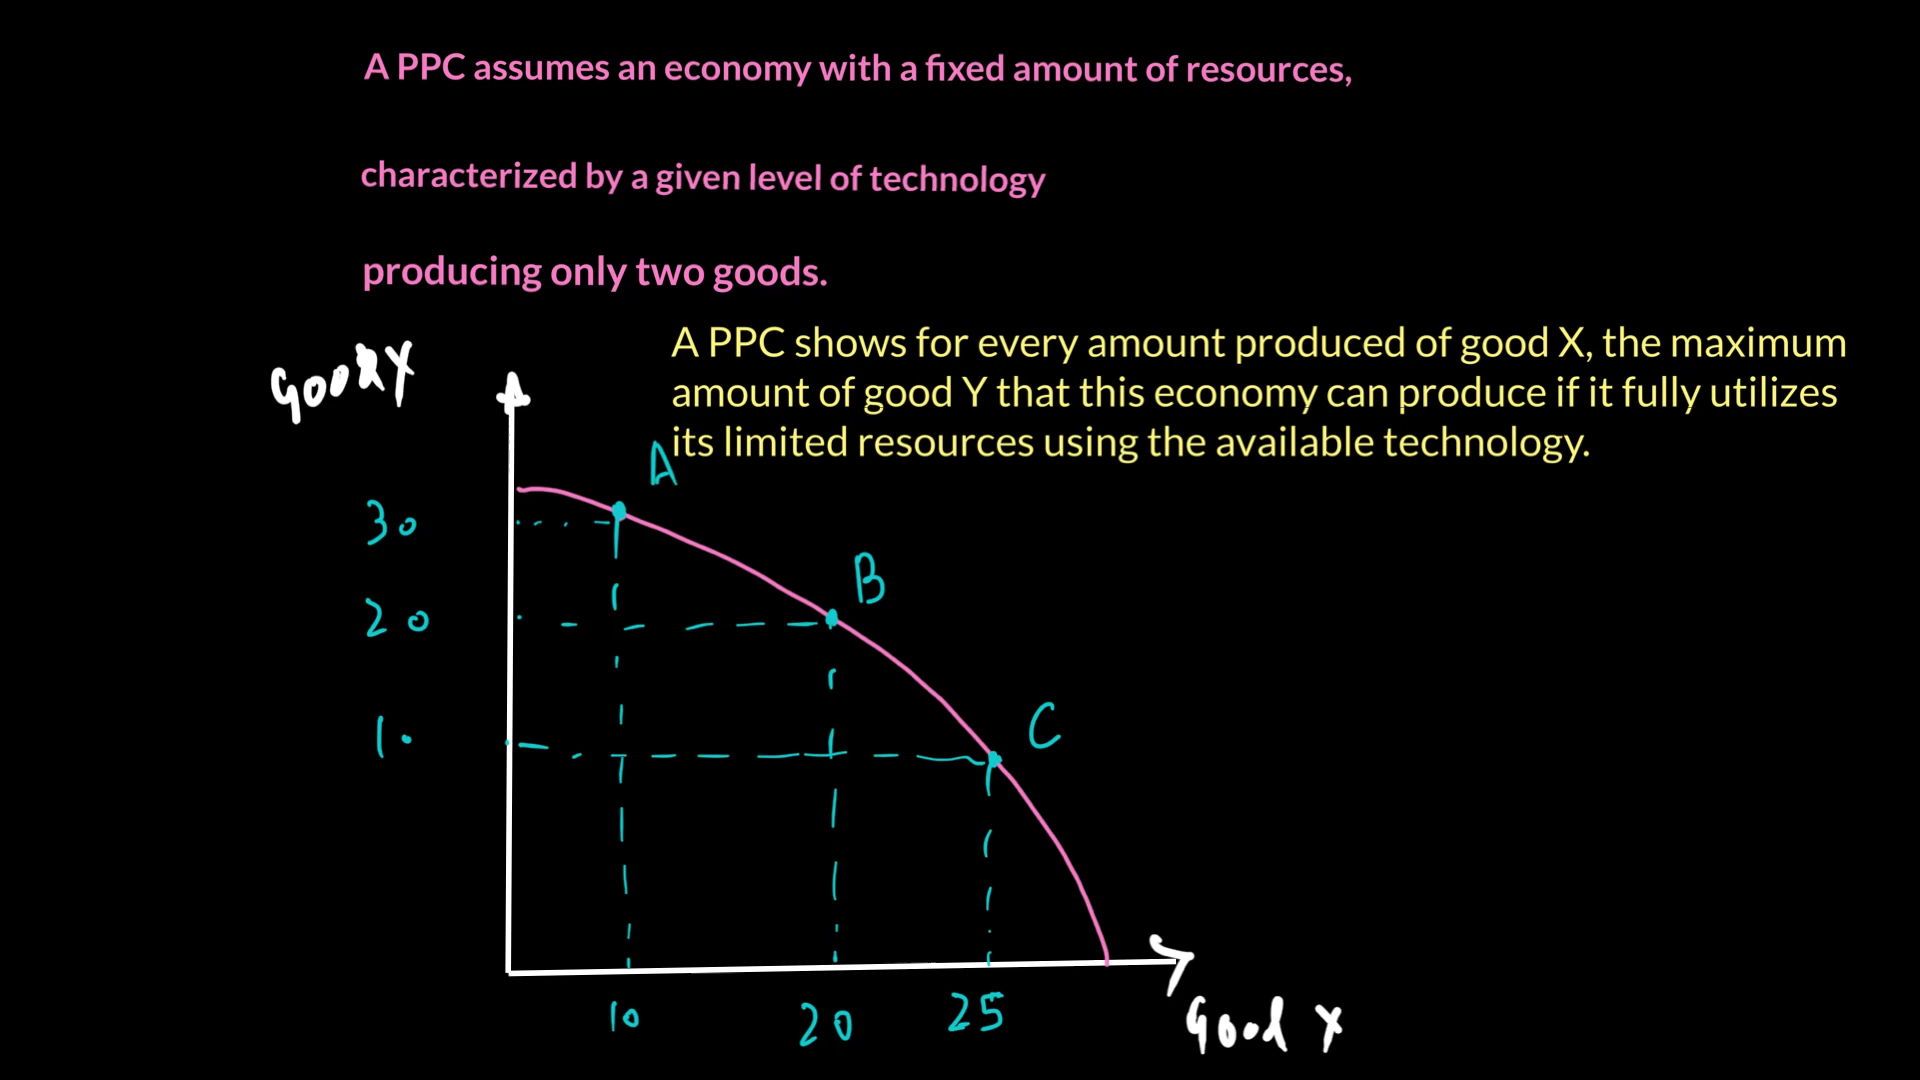 A PPC assumes an economy with a fixed amount of resources,
characterized by a given level of technology
producing only two goods.
A PPC shows for every amount produced of good X, the maximum
amount of good Y that this economy can produce if it fully utilizes
its limited resources using the available technology.
Good Y
A
30
B
20
C
10
10
20
25
Good X